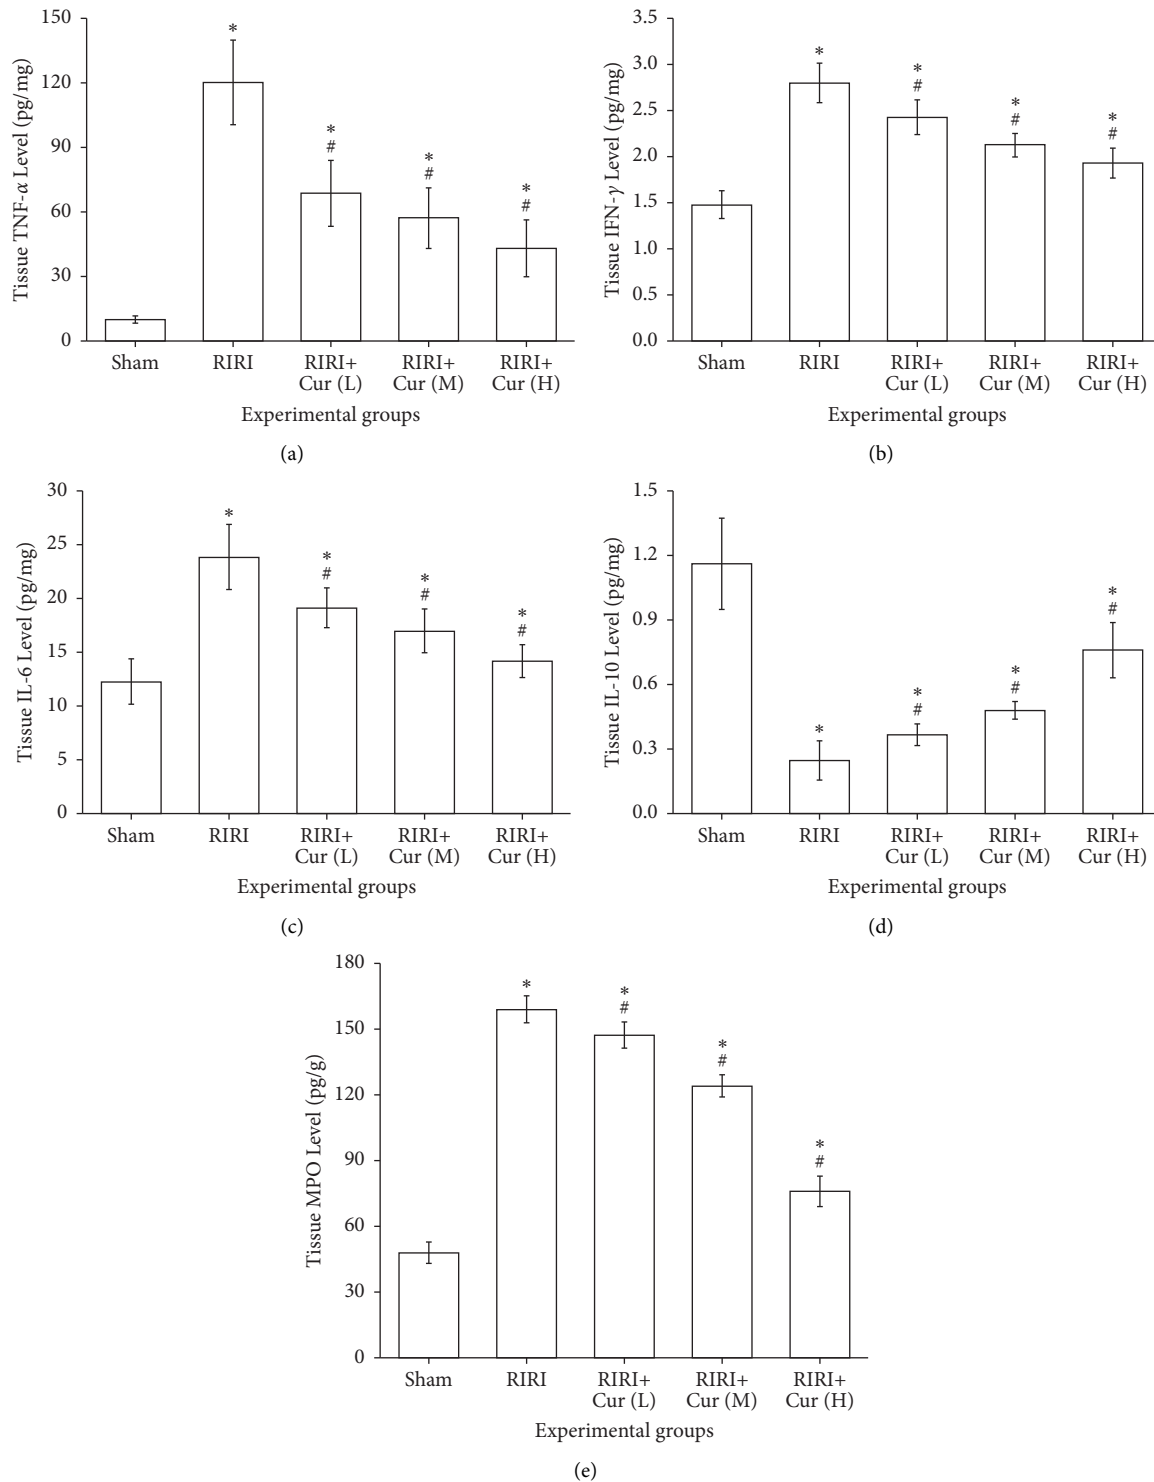 150
120
90
60
30
0
Tissue TNF-α Level (pg/mg)
*
*
#
*
#
*
#
Sham
RIRI
RIRI+
Cur (L)
RIRI+
Cur (M)
RIRI+
Cur (H)
Experimental groups
(a)
3.5
3.0
2.5
2.0
1.5
1.0
0.5
0.0
Tissue IFN-γ Level (pg/mg)
*
*
#
*
#
*
#
Sham
RIRI
RIRI+
Cur (L)
RIRI+
Cur (M)
RIRI+
Cur (H)
Experimental groups
(b)
30
25
20
15
10
5
0
Tissue IL-6 Level (pg/mg)
*
*
#
*
#
*
#
Sham
RIRI
RIRI+
Cur (L)
RIRI+
Cur (M)
RIRI+
Cur (H)
Experimental groups
(c)
1.5
1.2
0.9
0.6
0.3
0.0
Tissue IL-10 Level (pg/mg)
*
*
#
*
#
*
#
Sham
RIRI
RIRI+
Cur (L)
RIRI+
Cur (M)
RIRI+
Cur (H)
Experimental groups
(d)
180
150
120
90
60
30
0
Tissue MPO Level (pg/g)
*
*
#
*
#
*
#
Sham
RIRI
RIRI+
Cur (L)
RIRI+
Cur (M)
RIRI+
Cur (H)
Experimental groups
(e)